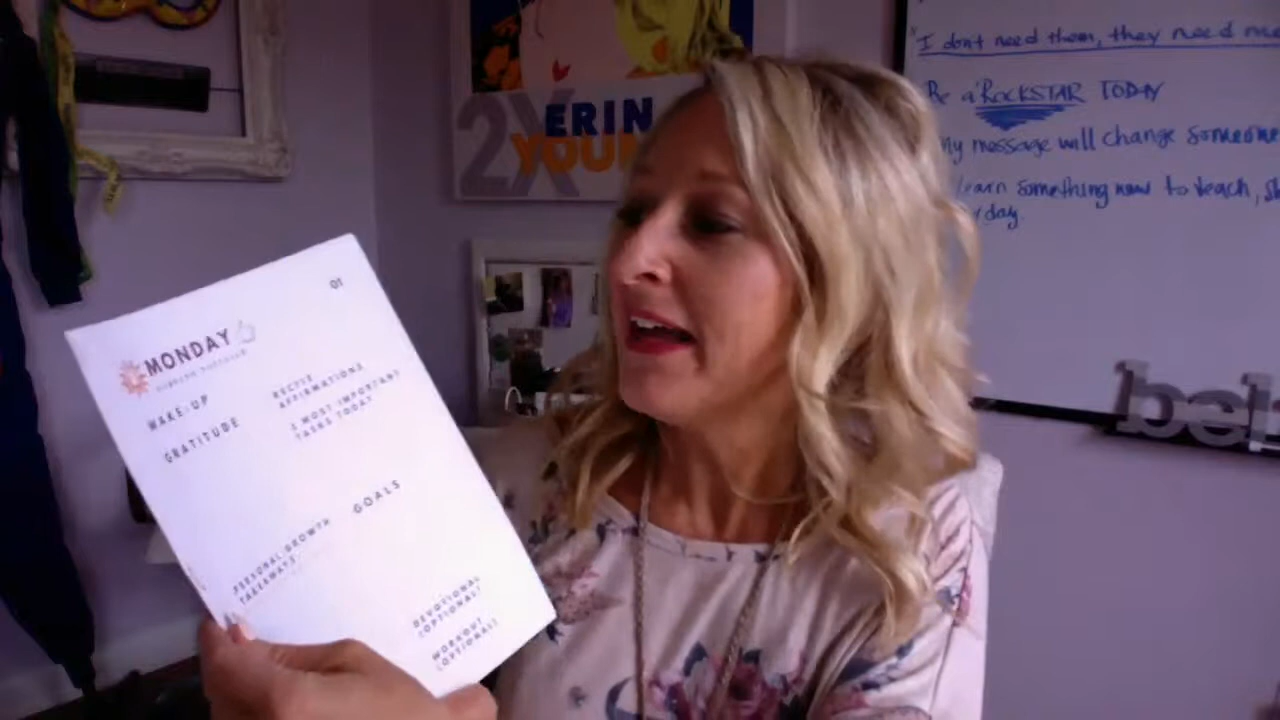 I don't need them, they need me
Be a ROCKSTAR TODAY
My message will change someone
learn something new to teach,
day.
2X
ERIN
YOUN
bel
01
MONDAY
WAKE-UP
GRATITUDE
RECITE
AFFIRMATIONS
3 MOST IMPORTANT
TASKS TODAY
GOALS
PERSONAL GROWTH
TAKEAWAYS
DEVOTIONAL
(OPTIONAL)
WORKOUT
(OPTIONAL)